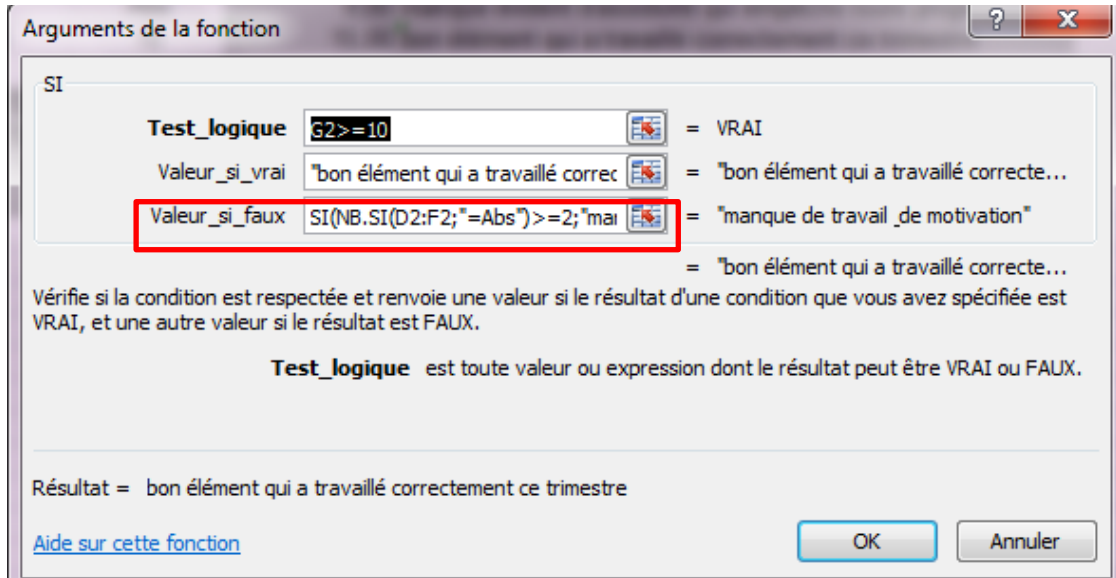 Arguments de la fonction
SI
Test_logique G2>=10 = VRAI
Valeur_si_vrai "bon élément qui a travaillé correc = "bon élément qui a travaillé correcte...
Valeur_si_faux SI(NB.SI(D2:F2;"=Abs")>=2;"mar = "manque de travail _de motivation"
= "bon élément qui a travaillé correcte...
Vérifie si la condition est respectée et renvoie une valeur si le résultat d'une condition que vous avez spécifiée est
VRAI, et une autre valeur si le résultat est FAUX.
Test_logique est toute valeur ou expression dont le résultat peut être VRAI ou FAUX.
Résultat = bon élément qui a travaillé correctement ce trimestre
Aide sur cette fonction
OK Annuler